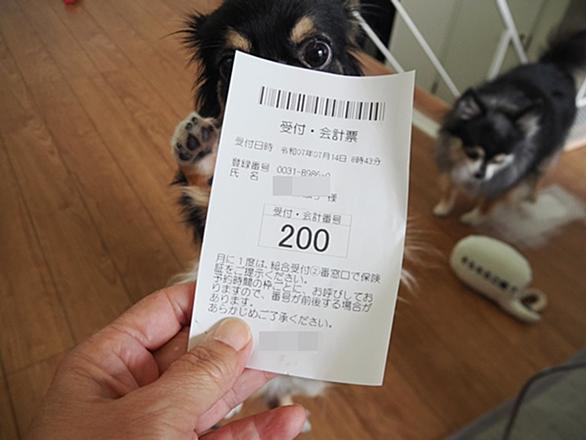 受付・会計票
受付日時 令和07年07月14日 8時43分
登録番号 0031-8986-0
氏 名
様
受付・会計番号
200
月に1度は、総合受付②番窓口で保険
証をご提示ください。
予約時間の枠ごとに、お呼びしてお
りますので、番号が前後する場合が
あります。
あらかじめご了承ください。